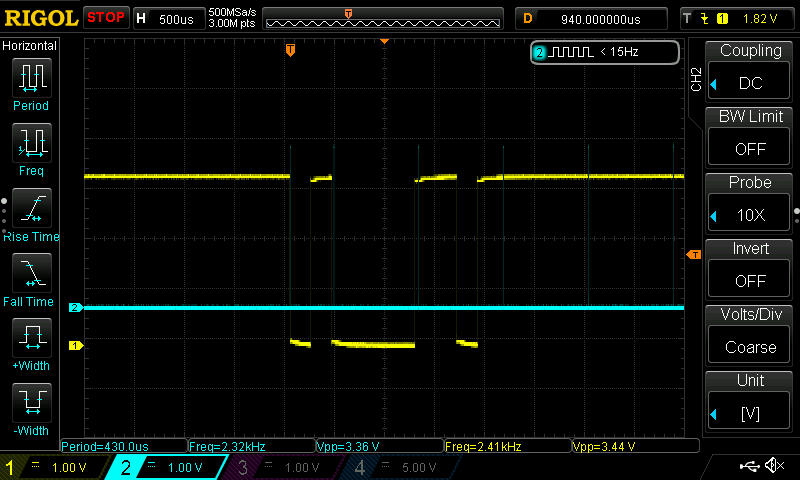 RIGOL STOP H 500us 500MSa/s D 940.000000us T 1 1.82 V
3.00M pts
Horizontal
T
2 < 15Hz
Period
Freq
Rise Time
Fall Time
+Width
-Width
T
2
1
CH2
Coupling
DC
BW Limit
OFF
Probe
10X
Invert
OFF
Volts/Div
Coarse
Unit
[V]
Period=430.0us Freq=2.32kHz Vpp=3.36 V Freq=2.41kHz Vpp=3.44 V
1 = 1.00 V 2 = 1.00 V 3 = 1.00 V 4 = 5.00 V